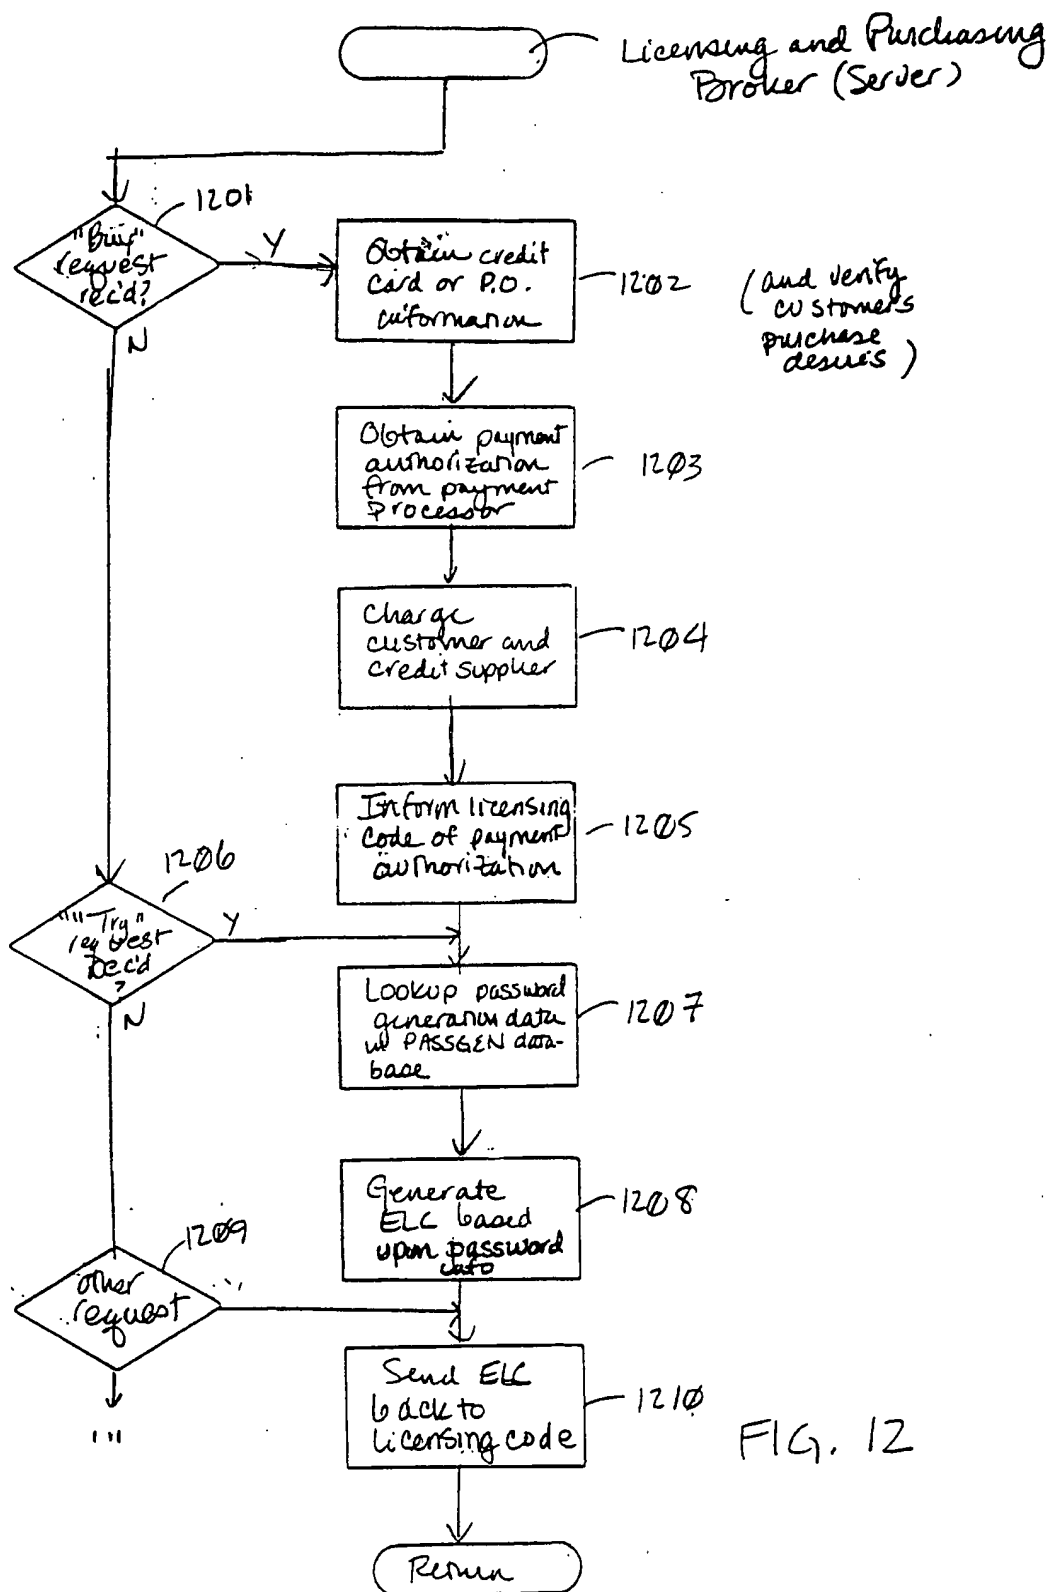 Licensing and Purchasing
Broker (Server)
1201
"Buy"
request
rec'd?
Y
N
Obtain credit
card or P.O.
information
1202
(and verify
customers
purchase
desires)
Obtain payment
authorization
from payment
processor
1203
Charge
customer and
credit supplier
1204
Inform licensing
code of payment
authorization
1205
1206
"Try"
request
rec'd
?
Y
N
Lookup password
generation data
in PASSGEN data-
base
1207
Generate
ELC based
upon password
info
1208
1209
other
request
Send ELC
back to
licensing code
1210
FIG. 12
Return